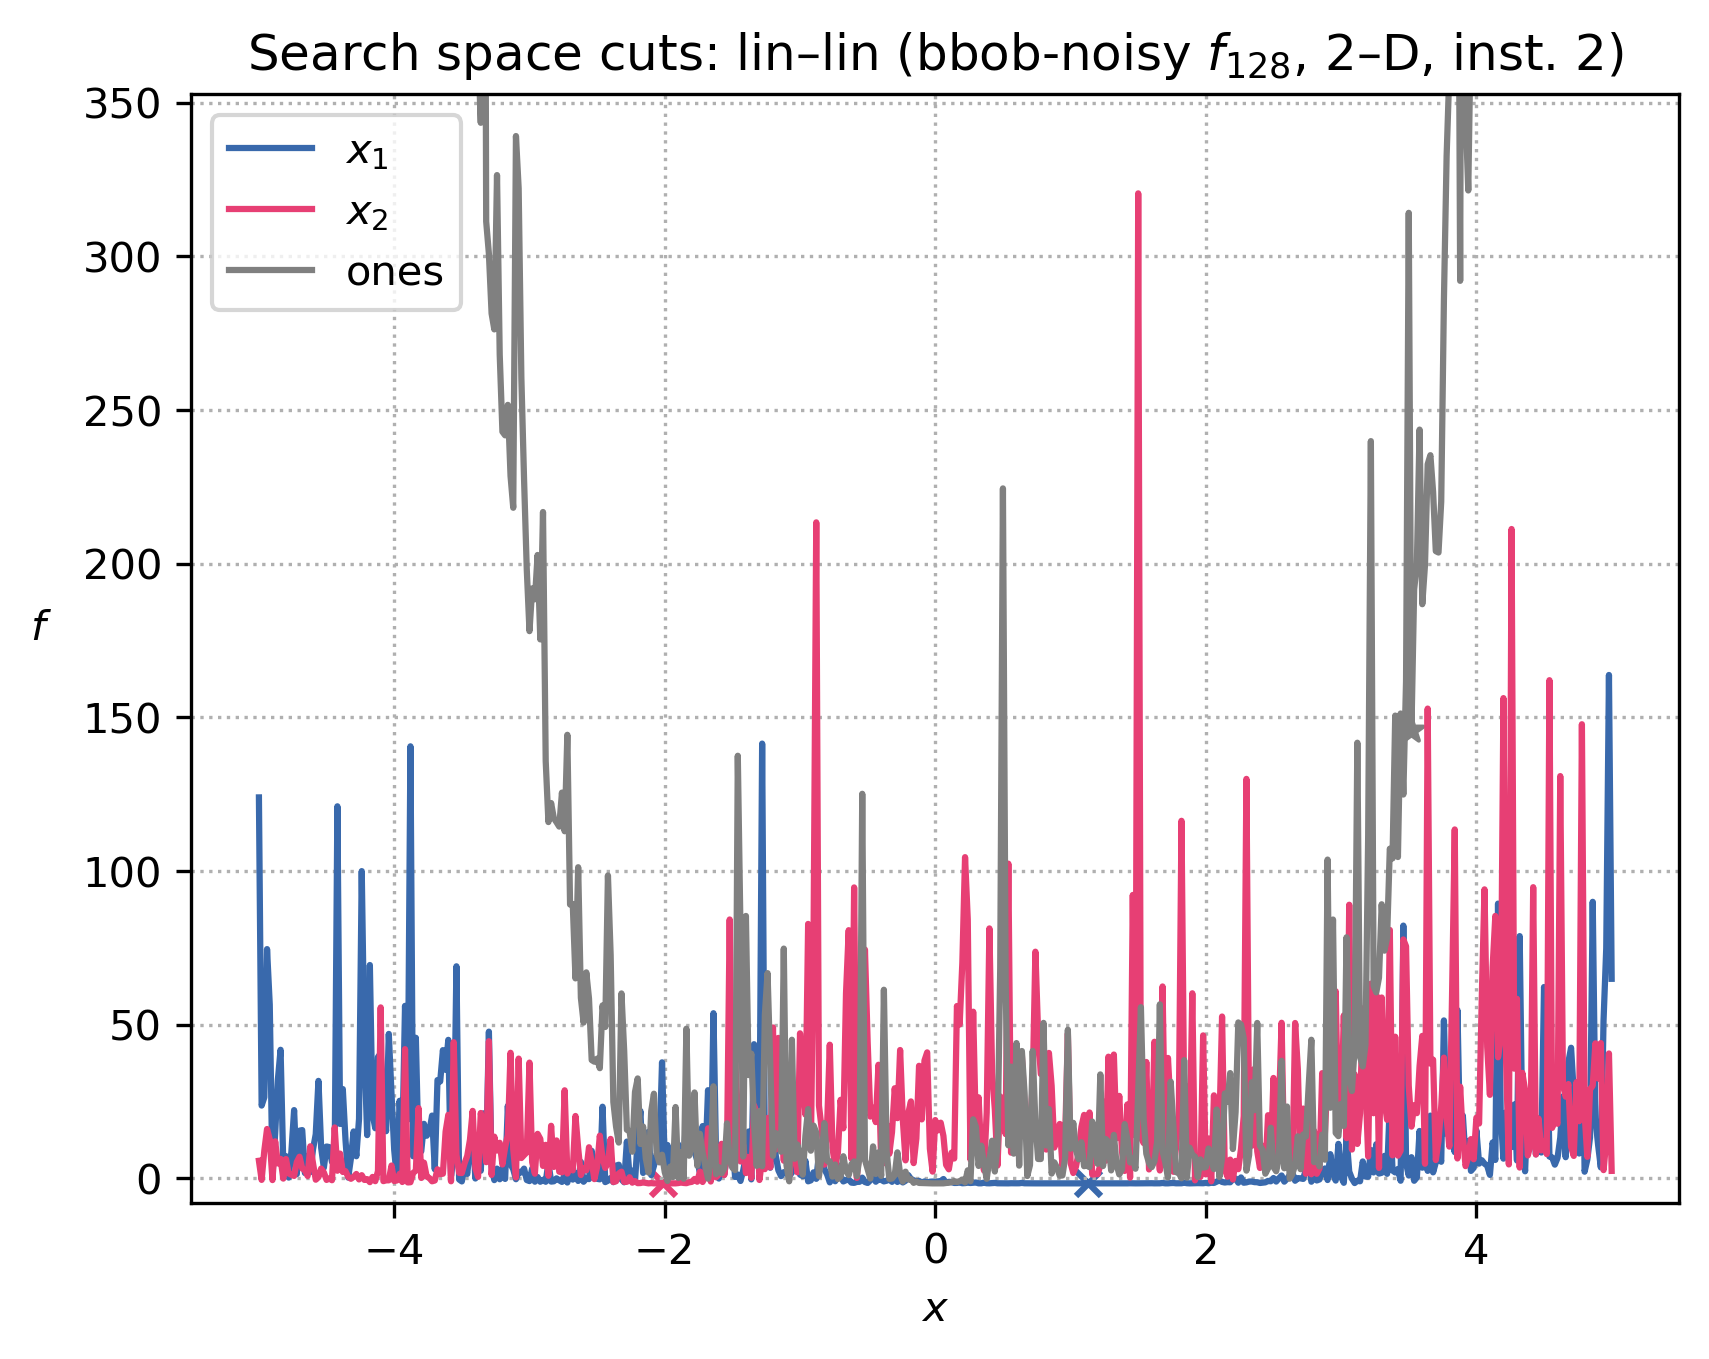 Search space cuts: lin–lin (bbob-noisy f₁₂₈, 2–D, inst. 2)
350
300
250
200
150
100
50
0
f
x₁
x₂
ones
−4
−2
0
2
4
x